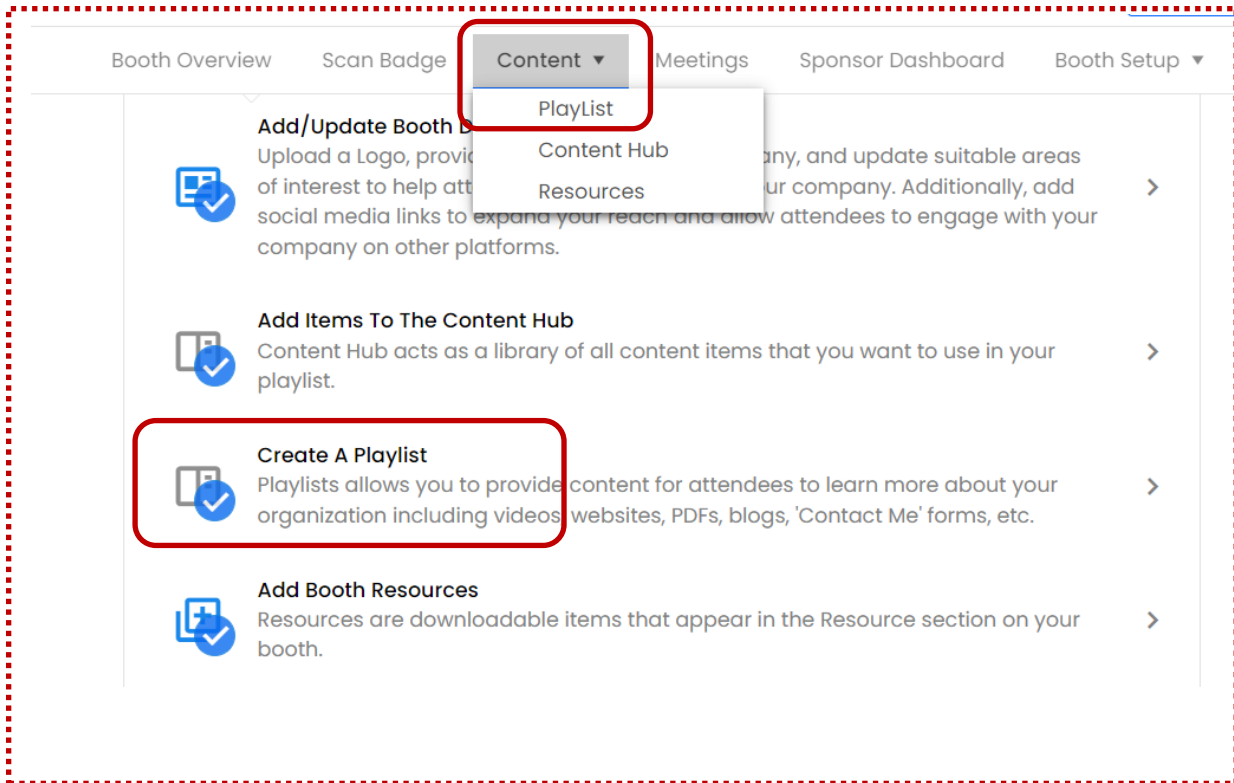 Booth Overview Scan Badge Content ▼ Meetings Sponsor Dashboard Booth Setup ▼
PlayList
Content Hub
Resources
Add/Update Booth D
Upload a Logo, provi any, and update suitable areas
of interest to help att ur company. Additionally, add
social media links to expand your reach and allow attendees to engage with your
company on other platforms.
Add Items To The Content Hub
Content Hub acts as a library of all content items that you want to use in your
playlist.
Create A Playlist
Playlists allows you to provide content for attendees to learn more about your
organization including videos, websites, PDFs, blogs, 'Contact Me' forms, etc.
Add Booth Resources
Resources are downloadable items that appear in the Resource section on your
booth.